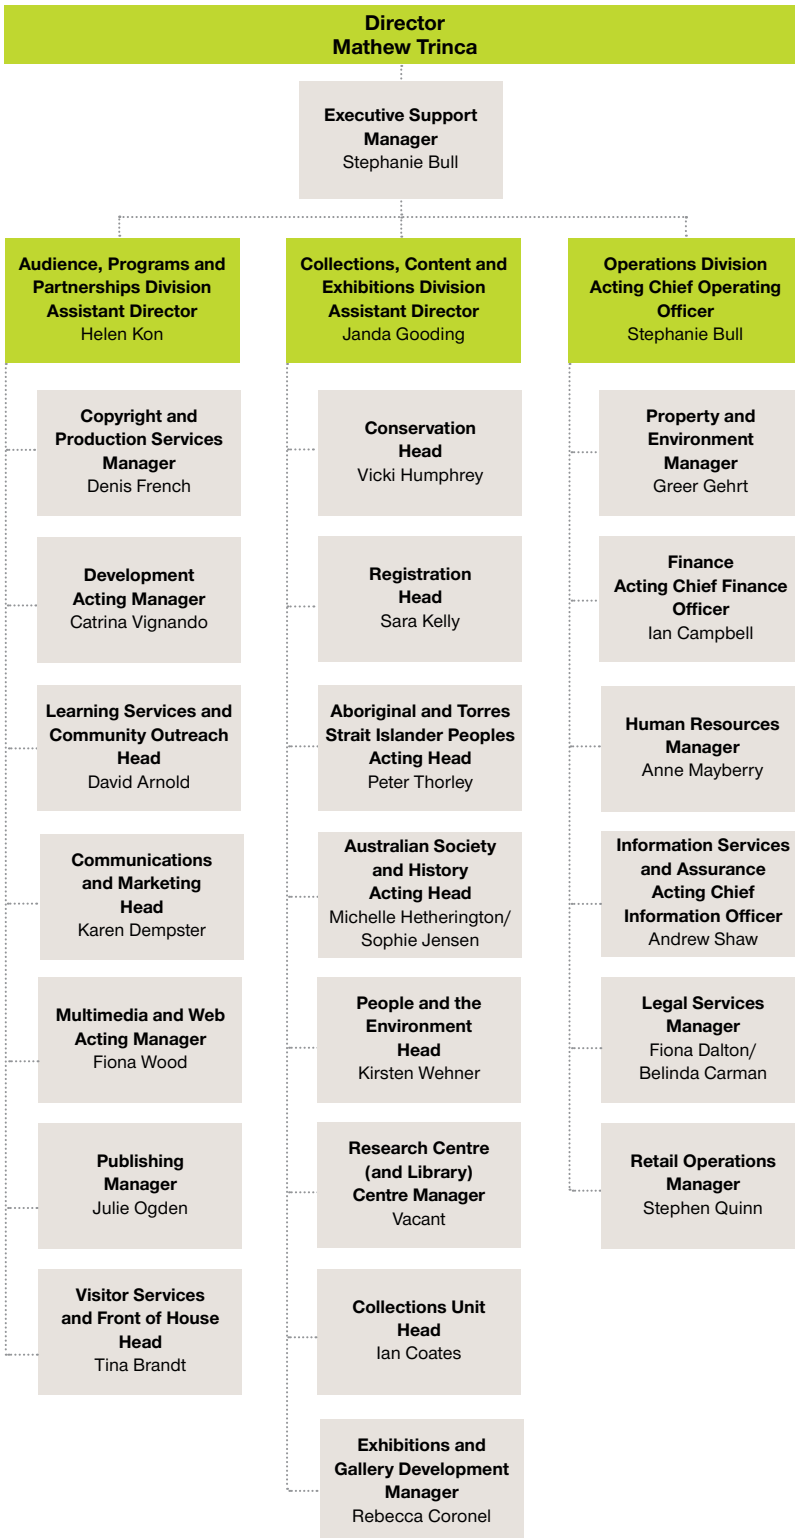 Director
Mathew Trinca
Executive Support
Manager
Stephanie Bull
Audience, Programs and
Partnerships Division
Assistant Director
Helen Kon
Copyright and
Production Services
Manager
Denis French
Development
Acting Manager
Catrina Vignando
Learning Services and
Community Outreach
Head
David Arnold
Communications
and Marketing
Head
Karen Dempster
Multimedia and Web
Acting Manager
Fiona Wood
Publishing
Manager
Julie Ogden
Visitor Services
and Front of House
Head
Tina Brandt
Collections, Content and
Exhibitions Division
Assistant Director
Janda Gooding
Conservation
Head
Vicki Humphrey
Registration
Head
Sara Kelly
Aboriginal and Torres
Strait Islander Peoples
Acting Head
Peter Thorley
Australian Society
and History
Acting Head
Michelle Hetherington/
Sophie Jensen
People and the
Environment
Head
Kirsten Wehner
Research Centre
(and Library)
Centre Manager
Vacant
Collections Unit
Head
Ian Coates
Exhibitions and
Gallery Development
Manager
Rebecca Coronel
Operations Division
Acting Chief Operating
Officer
Stephanie Bull
Property and
Environment
Manager
Greer Gehrt
Finance
Acting Chief Finance
Officer
Ian Campbell
Human Resources
Manager
Anne Mayberry
Information Services
and Assurance
Acting Chief
Information Officer
Andrew Shaw
Legal Services
Manager
Fiona Dalton/
Belinda Carman
Retail Operations
Manager
Stephen Quinn